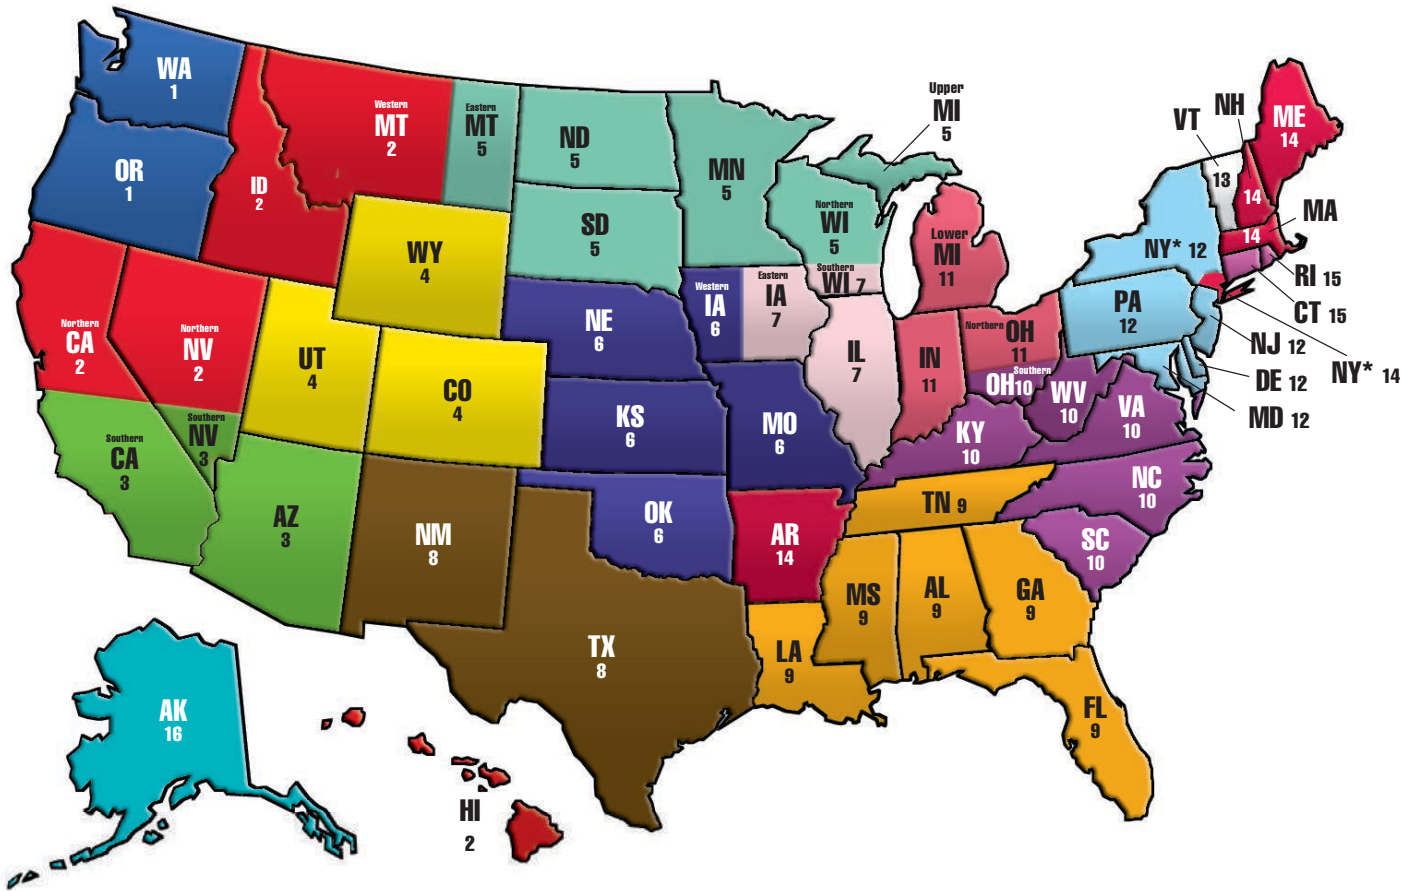 WA
1
OR
1
ID
2
Western
MT
2
Eastern
MT
5
ND
5
SD
5
MN
5
Upper
MI
5
Northern
WI
5
Southern
WI 7
Lower
MI
11
WY
4
Northern
CA
2
Northern
NV
2
UT
4
CO
4
Southern
CA
3
Southern
NV
3
AZ
3
NM
8
NE
6
KS
6
OK
6
TX
8
Western
IA
6
Eastern
IA
7
MO
6
AR
14
LA
9
IL
7
IN
11
Northern OH
11
Southern
OH10
KY
10
WV
10
VA
10
NC
10
SC
10
TN 9
MS
9
AL
9
GA
9
FL
9
PA
12
NY* 12
VT
13
NH
14
ME
14
MA
14
RI 15
CT 15
NJ 12
NY* 14
DE 12
MD 12
AK
16
HI
2